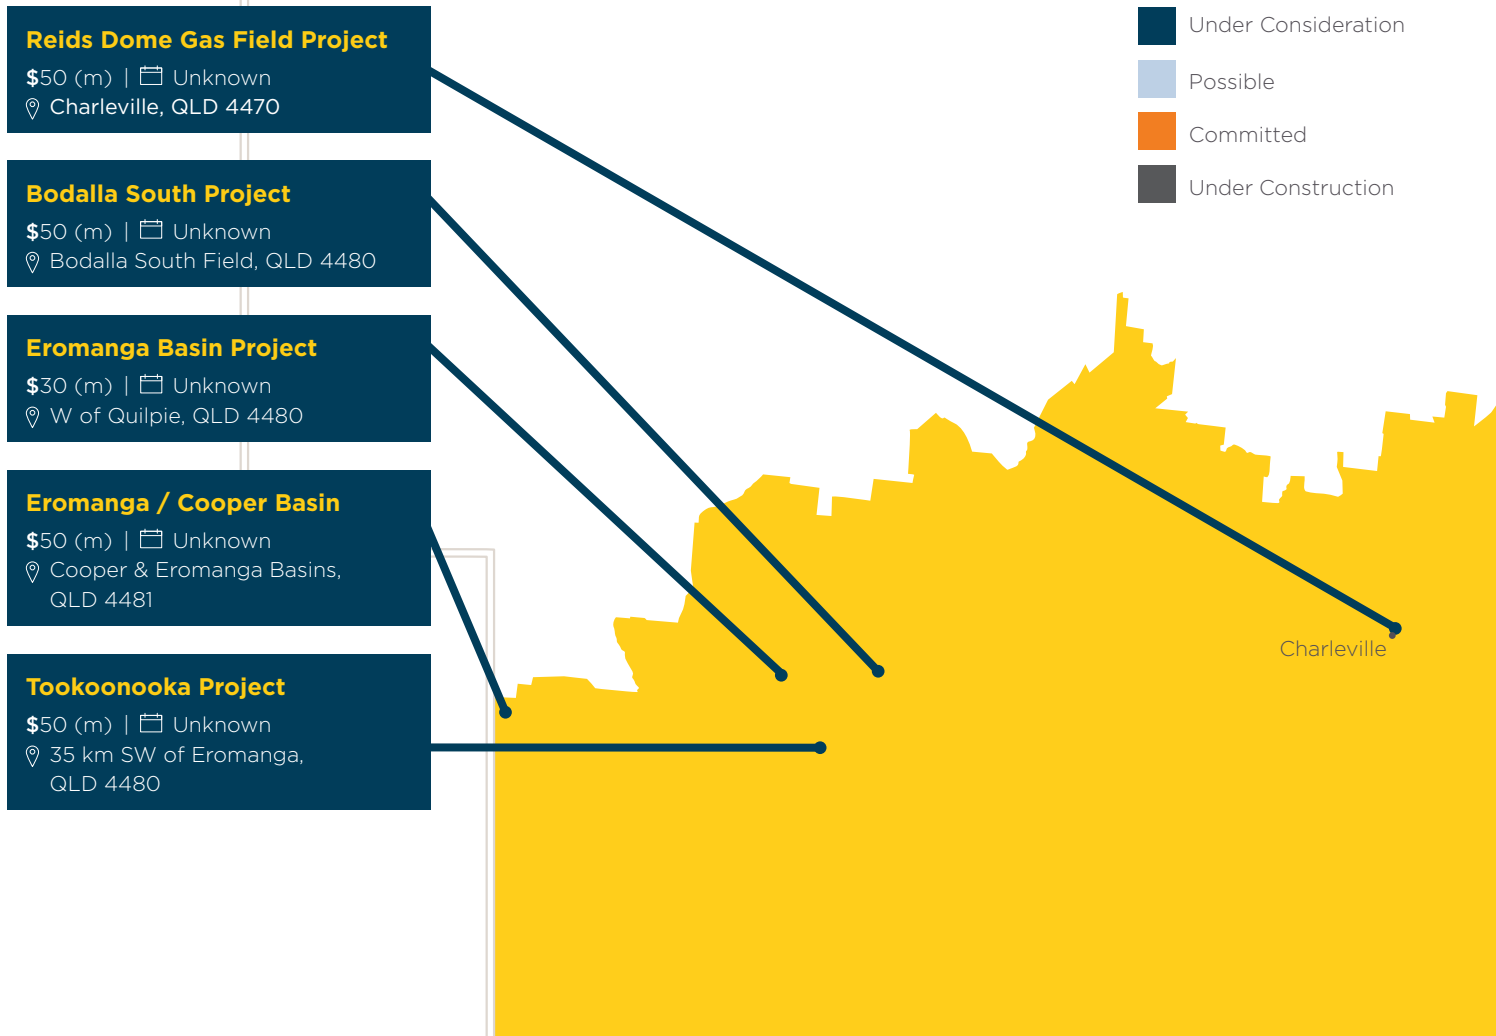 Reids Dome Gas Field Project
$50 (m) | Unknown
Charleville, QLD 4470
Bodalla South Project
$50 (m) | Unknown
Bodalla South Field, QLD 4480
Eromanga Basin Project
$30 (m) | Unknown
W of Quilpie, QLD 4480
Eromanga / Cooper Basin
$50 (m) | Unknown
Cooper & Eromanga Basins,
QLD 4481
Tookoonooka Project
$50 (m) | Unknown
35 km SW of Eromanga,
QLD 4480
Under Consideration
Possible
Committed
Under Construction
Charleville